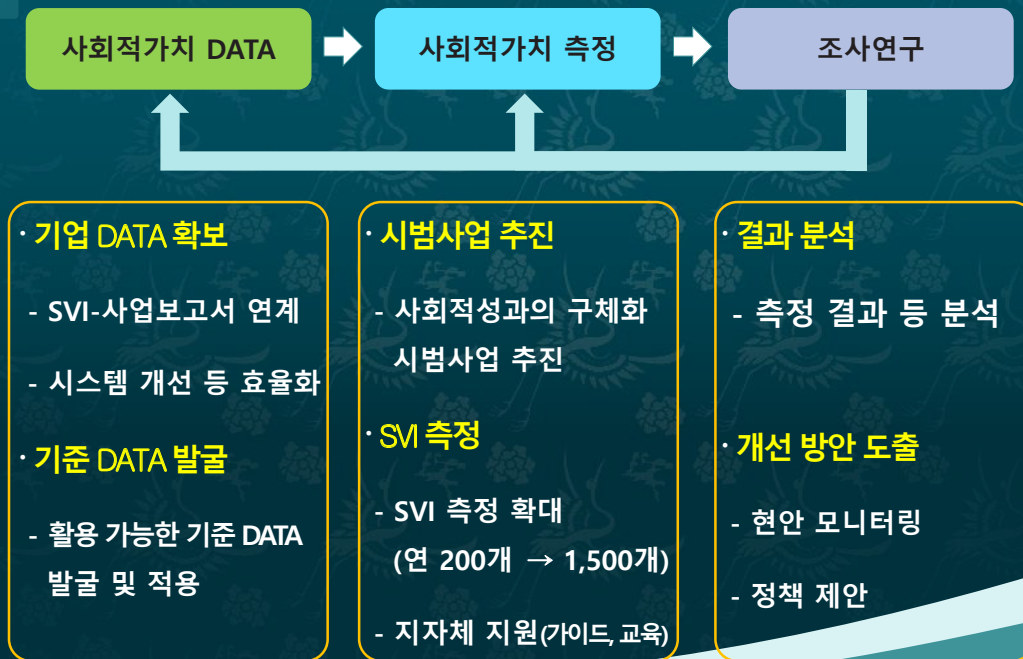 사회적가치 DATA
사회적가치 측정
조사연구
· 기업 DATA 확보
- SVI-사업보고서 연계
- 시스템 개선 등 효율화
· 기준 DATA 발굴
- 활용 가능한 기준 DATA
발굴 및 적용
· 시범사업 추진
- 사회적성과의 구체화
시범사업 추진
· SVI 측정
- SVI 측정 확대
(연 200개 → 1,500개)
- 지자체 지원(가이드, 교육)
· 결과 분석
- 측정 결과 등 분석
· 개선 방안 도출
- 현안 모니터링
- 정책 제안